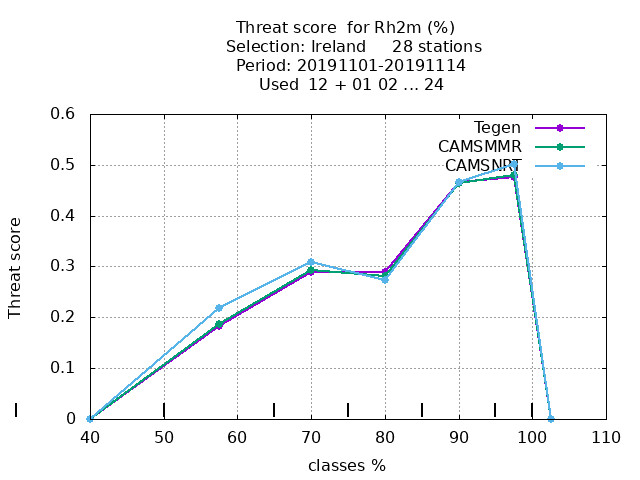 Threat score  for Rh2m (%)
Selection: Ireland     28 stations
Period: 20191101-20191114
Used  12 + 01 02 ... 24
Tegen
CAMSMMR
CAMSNRT
0.6
0.5
0.4
0.3
0.2
0.1
0
Threat score
40 50 60 70 80 90 100 110
classes %